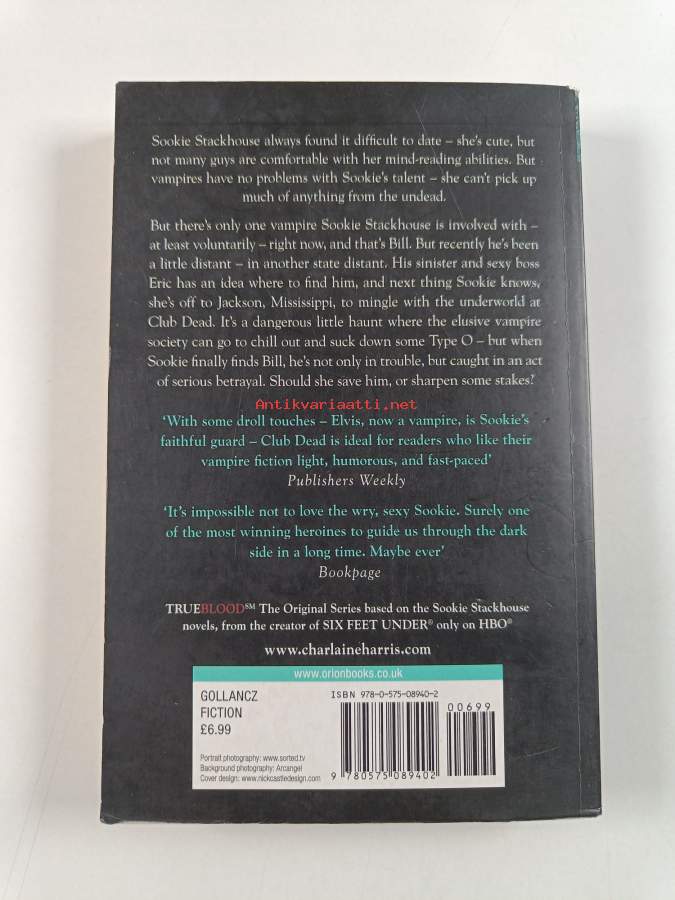 Sookie Stackhouse always found it difficult to date – she's cute, but
not many guys are comfortable with her mind-reading abilities. But
vampires have no problems with Sookie's talent – she can't pick up
much of anything from the undead.
But there's only one vampire Sookie Stackhouse is involved with –
at least voluntarily – right now, and that's Bill. But recently he's been
a little distant – in another state distant. His sinister and sexy boss
Eric has an idea where to find him, and next thing Sookie knows,
she's off to Jackson, Mississippi, to mingle with the underworld at
Club Dead. It's a dangerous little haunt where the elusive vampire
society can go to chill out and suck down some Type O – but when
Sookie finally finds Bill, he's not only in trouble, but caught in an act
of serious betrayal. Should she save him, or sharpen some stakes?
Antikvariaatti.net
'With some droll touches – Elvis, now a vampire, is Sookie's
faithful guard – Club Dead is ideal for readers who like their
vampire fiction light, humorous, and fast-paced'
Publishers Weekly
'It's impossible not to love the wry, sexy Sookie. Surely one
of the most winning heroines to guide us through the dark
side in a long time. Maybe ever'
Bookpage
TRUEBLOOD℠ The Original Series based on the Sookie Stackhouse
novels, from the creator of SIX FEET UNDER® only on HBO®
www.charlaineharris.com
www.orionbooks.co.uk
GOLLANCZ
FICTION
£6.99
ISBN 978-0-575-08940-2
00699
9 780575 089402
Portrait photography: www.sorted.tv
Background photography: Arcangel
Cover design: www.nickcastledesign.com